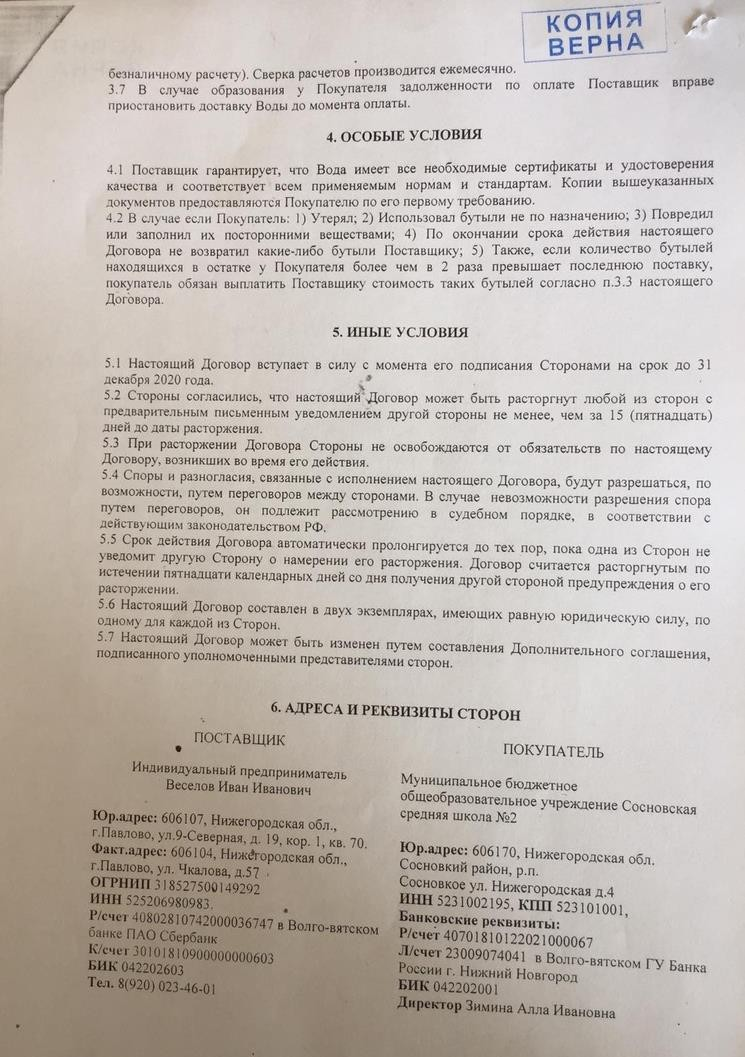 КОПИЯ
ВЕРНА
безналичному расчету). Сверка расчетов производится ежемесячно.
3.7 В случае образования у Покупателя задолженности по оплате Поставщик вправе
приостановить доставку Воды до момента оплаты.
4. ОСОБЫЕ УСЛОВИЯ
4.1 Поставщик гарантирует, что Вода имеет все необходимые сертификаты и удостоверения
качества и соответствует всем применяемым нормам и стандартам. Копии вышеуказанных
документов предоставляются Покупателю по его первому требованию.
4.2 В случае если Покупатель: 1) Утерял; 2) Использовал бутыли не по назначению; 3) Повредил
или заполнил их посторонними веществами; 4) По окончании срока действия настоящего
Договора не возвратил какие-либо бутыли Поставщику; 5) Также, если количество бутылей
находящихся в остатке у Покупателя более чем в 2 раза превышает последнюю поставку,
покупатель обязан выплатить Поставщику стоимость таких бутылей согласно п.3.3 настоящего
Договора.
5. ИНЫЕ УСЛОВИЯ
5.1 Настоящий Договор вступает в силу с момента его подписания Сторонами на срок до 31
декабря 2020 года.
5.2 Стороны согласились, что настоящий Договор может быть расторгнут любой из сторон с
предварительным письменным уведомлением другой стороны не менее, чем за 15 (пятнадцать)
дней до даты расторжения.
5.3 При расторжении Договора Стороны не освобождаются от обязательств по настоящему
Договору, возникших во время его действия.
5.4 Споры и разногласия, связанные с исполнением настоящего Договора, будут разрешаться, по
возможности, путем переговоров между сторонами. В случае невозможности разрешения спора
путем переговоров, он подлежит рассмотрению в судебном порядке, в соответствии с
действующим законодательством РФ.
5.5 Срок действия Договора автоматически пролонгируется до тех пор, пока одна из Сторон не
уведомит другую Сторону о намерении его расторжения. Договор считается расторгнутым по
истечении пятнадцати календарных дней со дня получения другой стороной предупреждения о его
расторжении.
5.6 Настоящий Договор составлен в двух экземплярах, имеющих равную юридическую силу, по
одному для каждой из Сторон.
5.7 Настоящий Договор может быть изменен путем составления Дополнительного соглашения,
подписанного уполномоченными представителями сторон.
6. АДРЕСА И РЕКВИЗИТЫ СТОРОН
ПОСТАВЩИК
Индивидуальный предприниматель
Веселов Иван Иванович
Юр.адрес: 606107, Нижегородская обл.,
г.Павлово, ул.9-Северная, д. 19, кор. 1, кв. 70.
Факт.адрес: 606104, Нижегородская обл.,
г.Павлово, ул. Чкалова, д.57
ОГРНИП 318527500149292
ИНН 525206980983.
Р/счет 40802810742000036747 в Волго-вятском
банке ПАО Сбербанк
К/счет 30101810900000000603
БИК 042202603
Тел. 8(920) 023-46-01
ПОКУПАТЕЛЬ
Муниципальное бюджетное
общеобразовательное учреждение Сосновская
средняя школа №2
Юр.адрес: 606170, Нижегородская обл.
Сосновкий район, р.п.
Сосновкое ул. Нижегородская д.4
ИНН 5231002195, КПП 523101001,
Банковские реквизиты:
Р/счет 40701810122021000067
Л/счет 23009074041 в Волго-вятском ГУ Банка
России г. Нижний Новгород
БИК 042202001
Директор Зимина Алла Ивановна